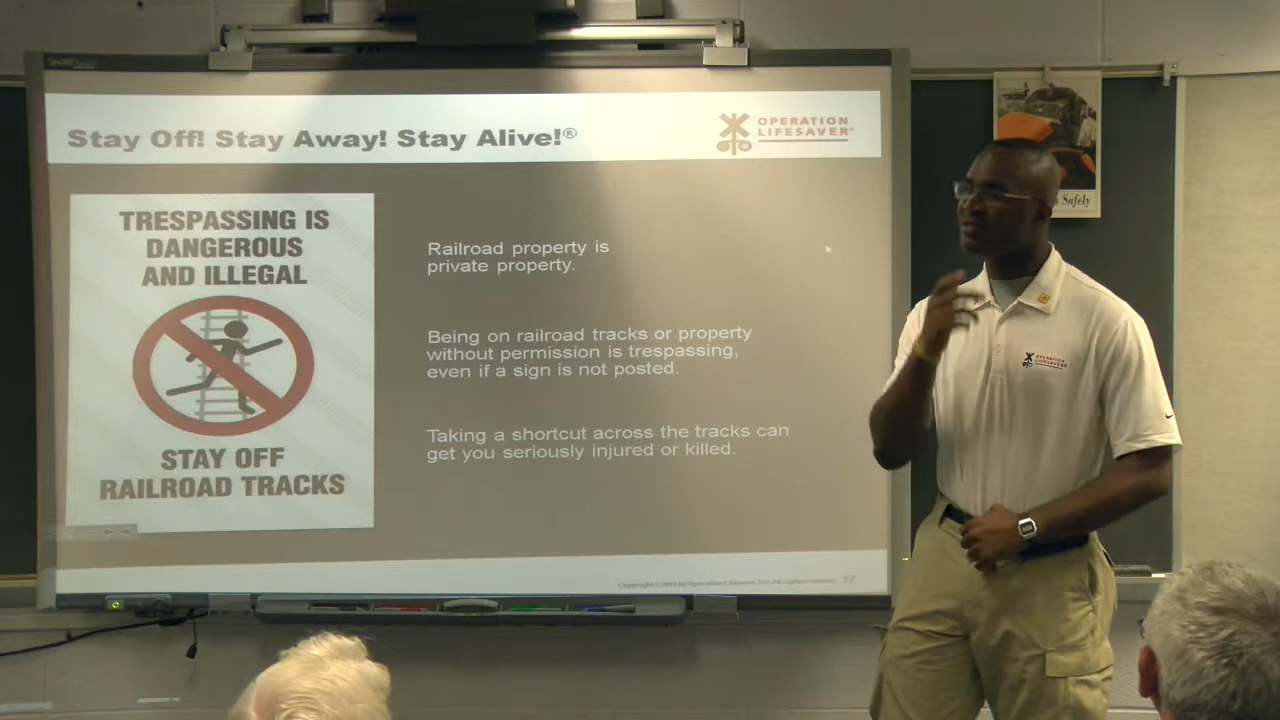 Stay Off! Stay Away! Stay Alive!®
OPERATION
LIFESAVER
TRESPASSING IS
DANGEROUS
AND ILLEGAL
STAY OFF
RAILROAD TRACKS
Railroad property is
private property.
Being on railroad tracks or property
without permission is trespassing,
even if a sign is not posted.
Taking a shortcut across the tracks can
get you seriously injured or killed.
17
Safely
OPERATION
LIFESAVER